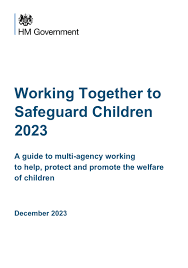 HM Government
Working Together to
Safeguard Children
2023
A guide to multi-agency working
to help, protect and promote the welfare
of children
December 2023